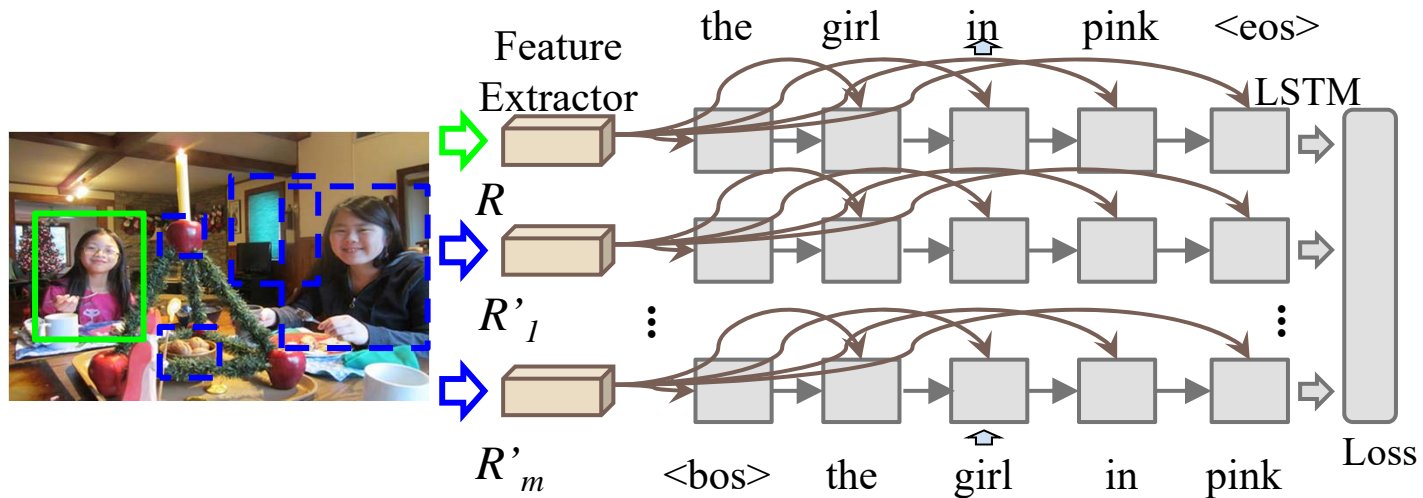 the girl in pink <eos>
Feature
Extractor
LSTM
R
R’1
R’m
<bos> the girl in pink
Loss